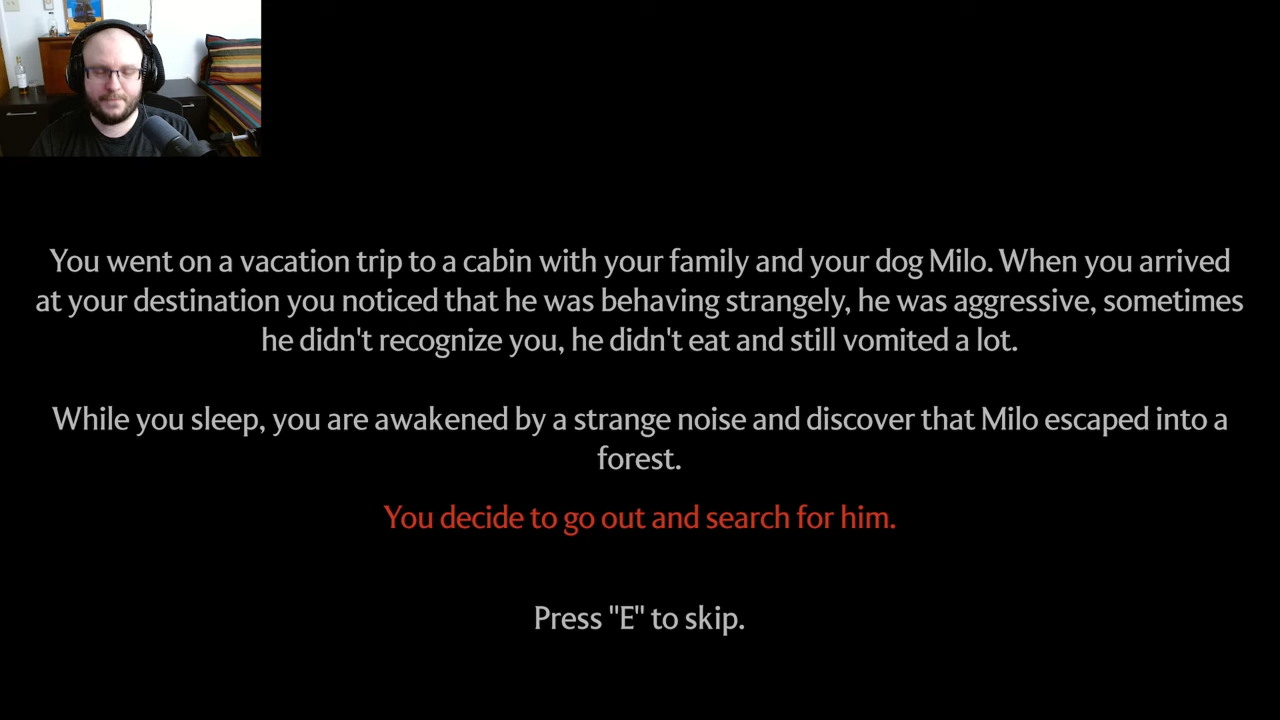 You went on a vacation trip to a cabin with your family and your dog Milo. When you arrived
at your destination you noticed that he was behaving strangely, he was aggressive, sometimes
he didn't recognize you, he didn't eat and still vomited a lot.
While you sleep, you are awakened by a strange noise and discover that Milo escaped into a
forest.
You decide to go out and search for him.
Press "E" to skip.